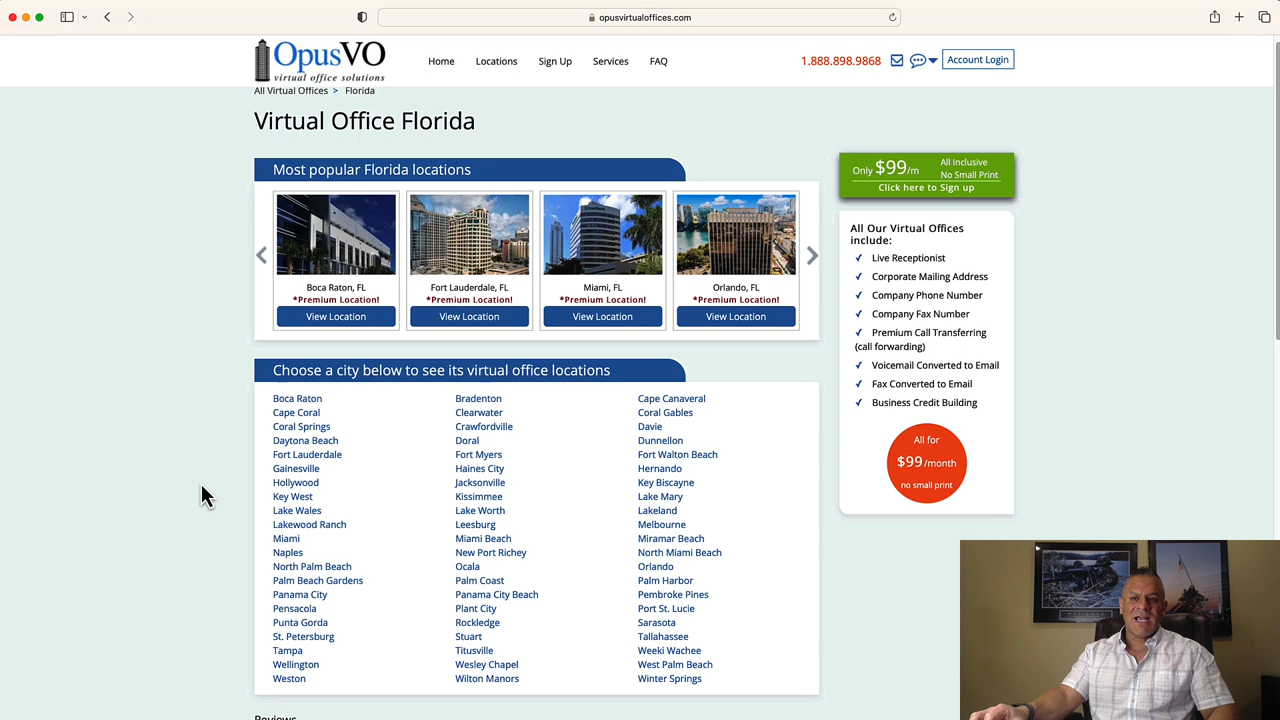 opusvirtualoffices.com
OpusVO
virtual office solutions
Home
Locations
Sign Up
Services
FAQ
1.888.898.9868
Account Login
All Virtual Offices > Florida
Virtual Office Florida
Most popular Florida locations
Boca Raton, FL
*Premium Location!
View Location
Fort Lauderdale, FL
*Premium Location!
View Location
Miami, FL
*Premium Location!
View Location
Orlando, FL
*Premium Location!
View Location
Choose a city below to see its virtual office locations
Boca Raton
Bradenton
Cape Canaveral
Cape Coral
Clearwater
Coral Gables
Coral Springs
Crawfordville
Davie
Daytona Beach
Doral
Dunnellon
Fort Lauderdale
Fort Myers
Fort Walton Beach
Gainesville
Haines City
Hernando
Hollywood
Jacksonville
Key Biscayne
Key West
Kissimmee
Lake Mary
Lake Wales
Lake Worth
Lakeland
Lakewood Ranch
Leesburg
Melbourne
Miami
Miami Beach
Miramar Beach
Naples
New Port Richey
North Miami Beach
North Palm Beach
Ocala
Orlando
Palm Beach Gardens
Palm Coast
Palm Harbor
Panama City
Panama City Beach
Pembroke Pines
Pensacola
Plant City
Port St. Lucie
Punta Gorda
Rockledge
Sarasota
St. Petersburg
Stuart
Tallahassee
Tampa
Titusville
Weeki Wachee
Wellington
Wesley Chapel
West Palm Beach
Weston
Wilton Manors
Winter Springs
Reviews
Only $99/m
All Inclusive
No Small Print
Click here to Sign up
All Our Virtual Offices
include:
✓ Live Receptionist
✓ Corporate Mailing Address
✓ Company Phone Number
✓ Company Fax Number
✓ Premium Call Transferring
(call forwarding)
✓ Voicemail Converted to Email
✓ Fax Converted to Email
✓ Business Credit Building
All for
$99/month
no small print